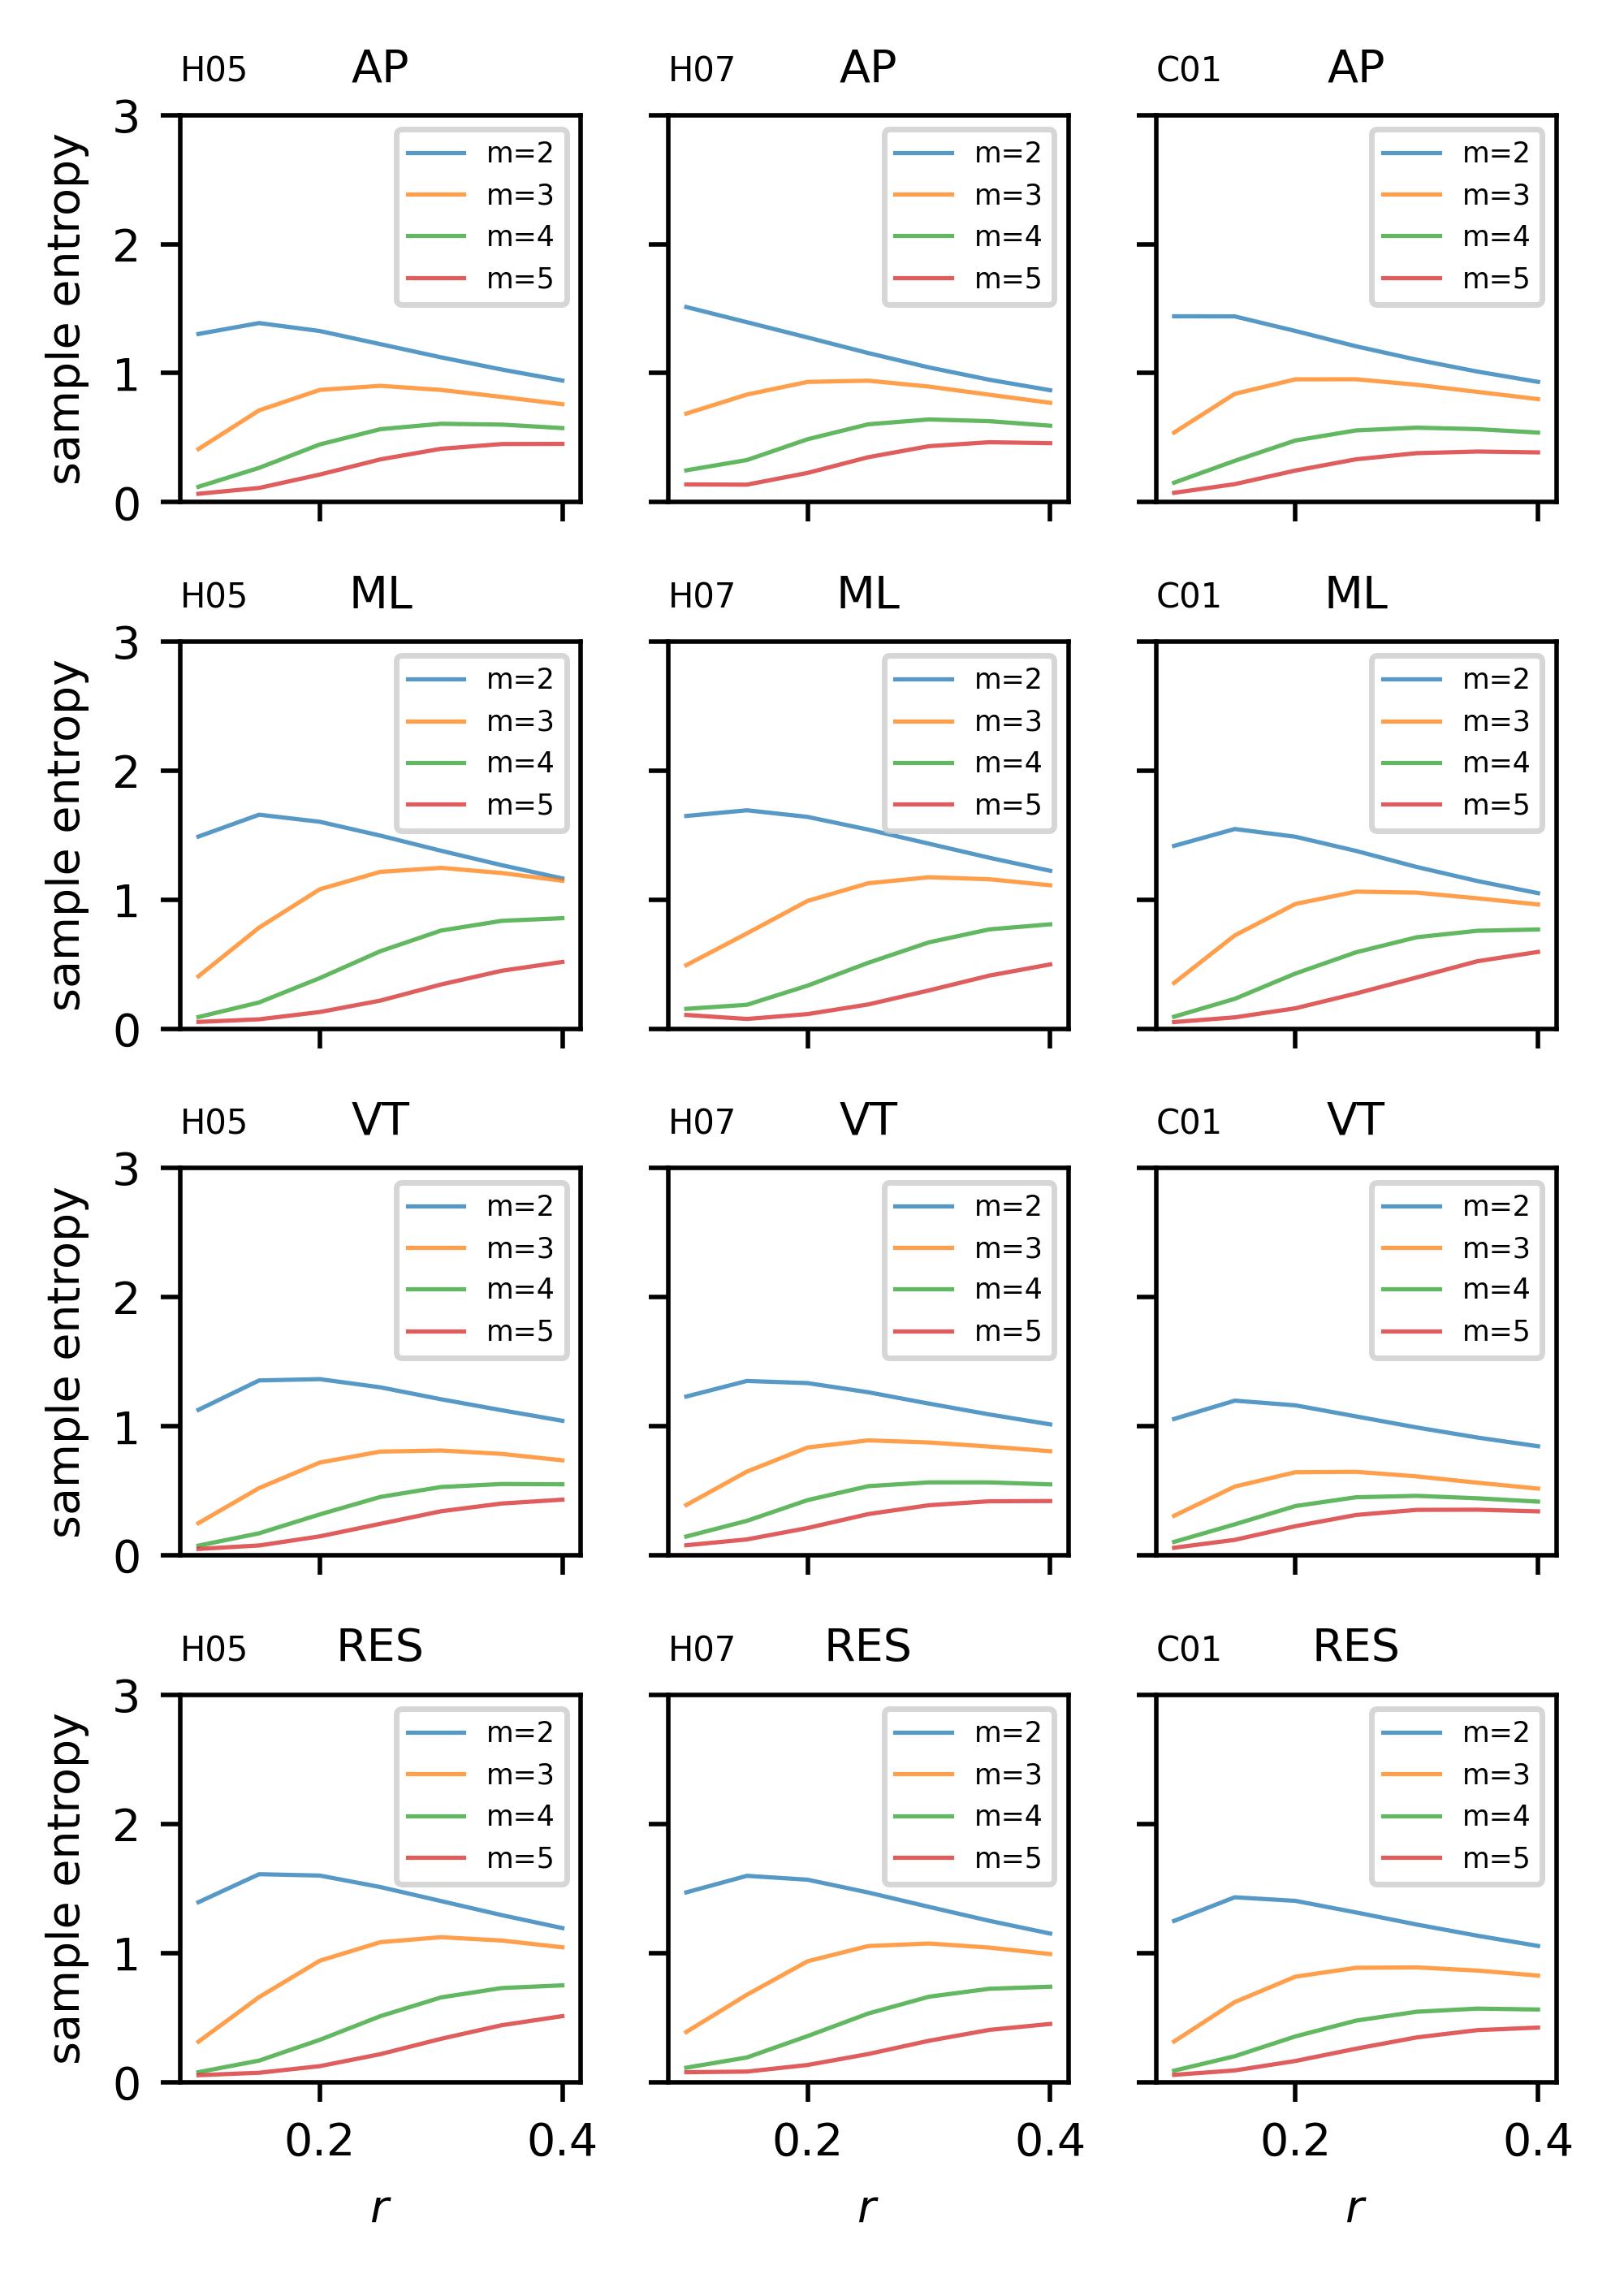 H05 AP H07 AP C01 AP
3
m=2 m=2 m=2
m=3 m=3 m=3
2
m=4 m=4 m=4
m=5 m=5 m=5
sample entropy
1
0
H05 ML H07 ML C01 ML
3
m=2 m=2 m=2
m=3 m=3 m=3
2
m=4 m=4 m=4
m=5 m=5 m=5
sample entropy
1
0
H05 VT H07 VT C01 VT
3
m=2 m=2 m=2
m=3 m=3 m=3
2
m=4 m=4 m=4
m=5 m=5 m=5
sample entropy
1
0
H05 RES H07 RES C01 RES
3
m=2 m=2 m=2
m=3 m=3 m=3
2
m=4 m=4 m=4
m=5 m=5 m=5
sample entropy
1
0
0.2 0.4 0.2 0.4 0.2 0.4
r r r